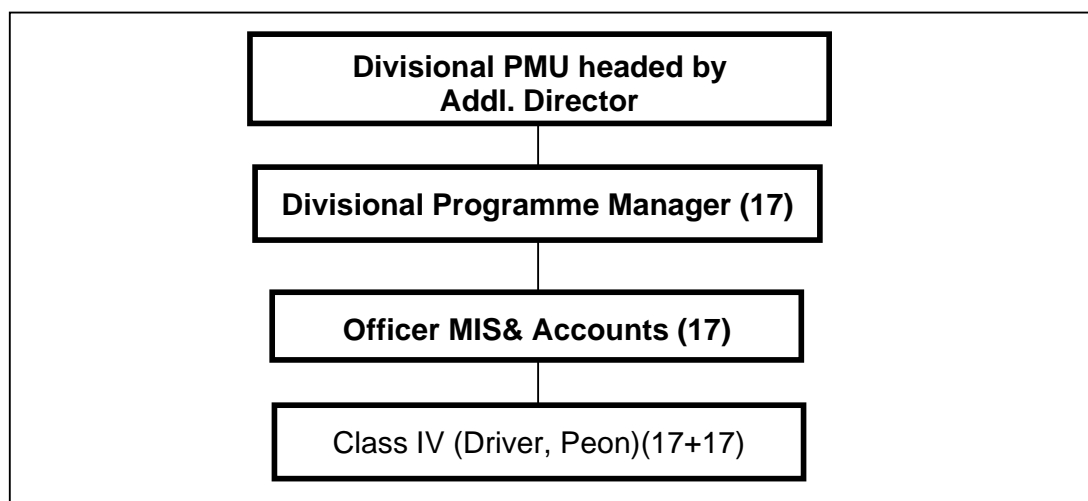 Divisional PMU headed by
Addl. Director
Divisional Programme Manager (17)
Officer MIS& Accounts (17)
Class IV (Driver, Peon)(17+17)